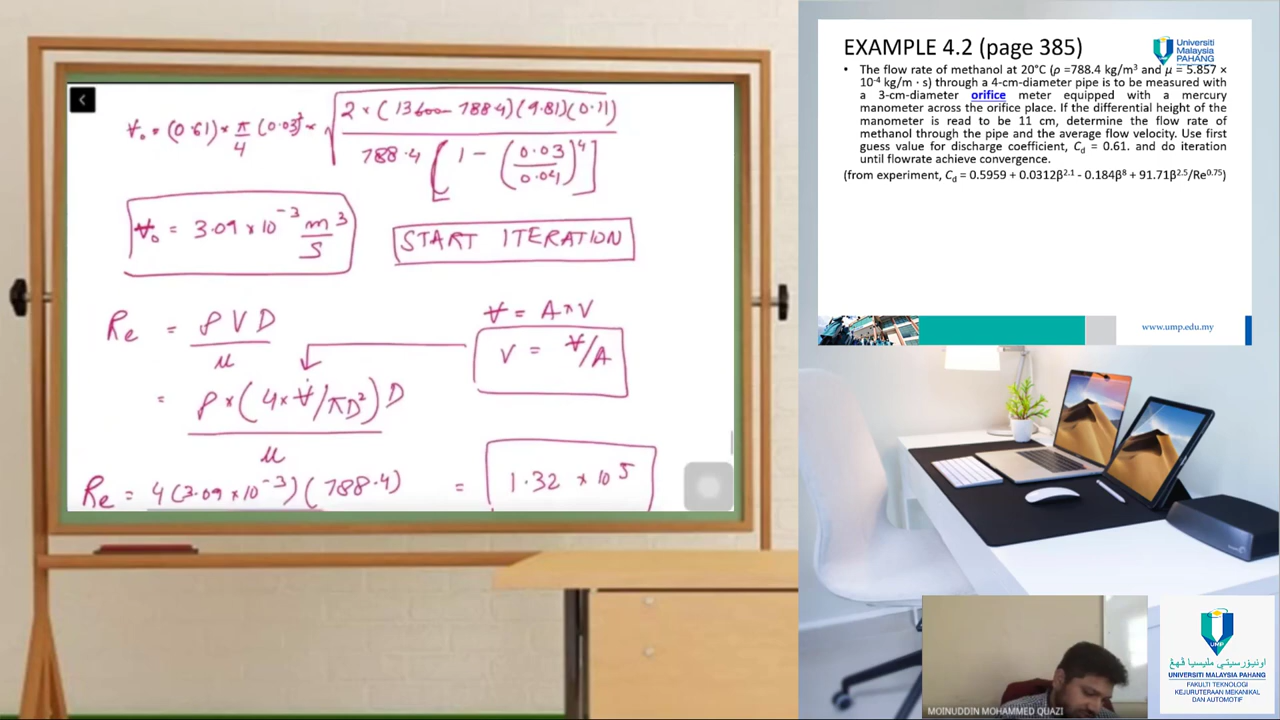 ∀₀ = (0.61) × π/4 (0.03)² × √(2 × (13600 - 788.4)(9.81)(0.11) / 788.4 [1 - (0.03/0.04)⁴])
∀₀ = 3.09 × 10⁻³ m³/S
START ITERATION
Re = ρVD/μ
∀ = A × V
V = ∀/A
= ρ × (4 × ∀/πD²) D / μ
Re = 4(3.09 × 10⁻³)(788.4) = 1.32 × 10⁵
EXAMPLE 4.2 (page 385)
Universiti
Malaysia
PAHANG
• The flow rate of methanol at 20°C (ρ =788.4 kg/m³ and μ = 5.857 ×
10⁻⁴ kg/m · s) through a 4-cm-diameter pipe is to be measured with
a 3-cm-diameter orifice meter equipped with a mercury
manometer across the orifice place. If the differential height of the
manometer is read to be 11 cm, determine the flow rate of
methanol through the pipe and the average flow velocity. Use first
guess value for discharge coefficient, Cd = 0.61. and do iteration
until flowrate achieve convergence.
(from experiment, Cd = 0.5959 + 0.0312β²·¹ - 0.184β⁸ + 91.71β²·⁵/Re⁰·⁷⁵)
www.ump.edu.my
MOINUDDIN MOHAMMED QUAZI
UMP
اونيۏرسيتي مليسيا ڤهڠ
UNIVERSITI MALAYSIA PAHANG
FAKULTI TEKNOLOGI
KEJURUTERAAN MEKANIKAL
DAN AUTOMOTIF